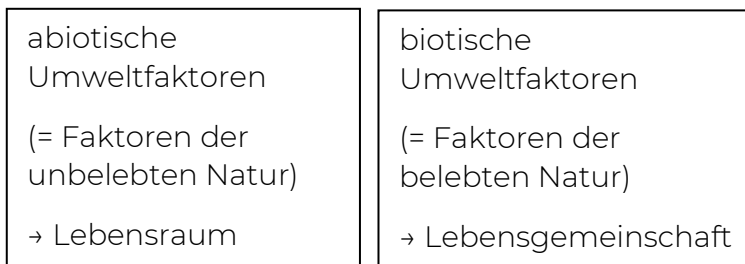 abiotische
Umweltfaktoren
(= Faktoren der
unbelebten Natur)
→ Lebensraum
biotische
Umweltfaktoren
(= Faktoren der
belebten Natur)
→ Lebensgemeinschaft